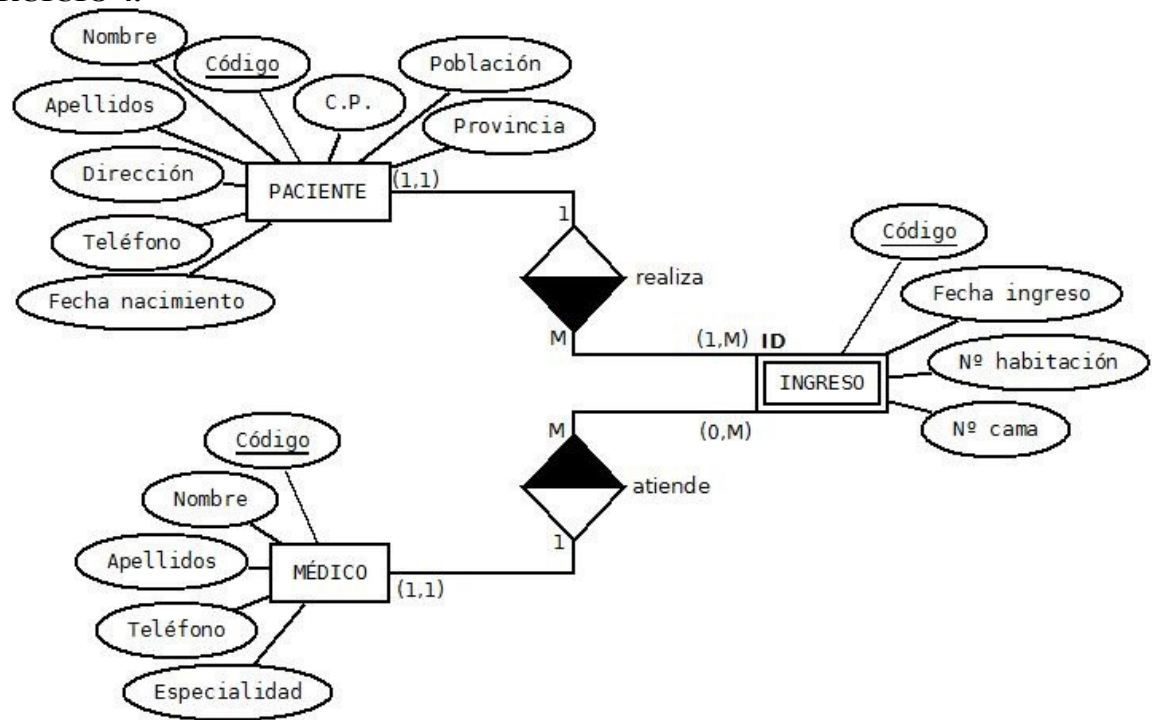 Nombre
Código
Población
C.P.
Apellidos
Provincia
Dirección
PACIENTE
(1,1)
1
Teléfono
Código
realiza
Fecha nacimiento
Fecha ingreso
M
(1,M) ID
Nº habitación
INGRESO
Código
M
(0,M)
Nº cama
Nombre
atiende
1
Apellidos
MÉDICO
(1,1)
Teléfono
Especialidad